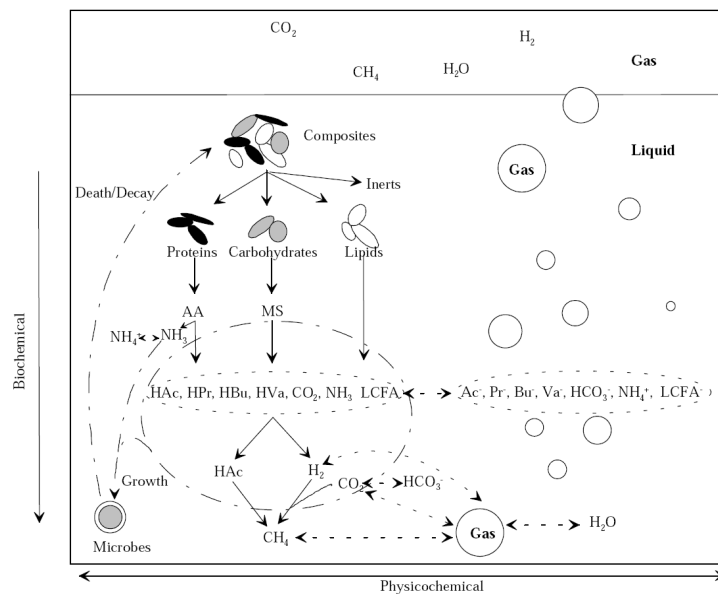 CO₂
H₂
Gas
CH₄
H₂O
Composites
Gas
Liquid
Inerts
Death/Decay
Proteins
Carbohydrates
Lipids
AA
MS
NH₄⁺
NH₃
HAc, HPr, HBu, HVa, CO₂, NH₃ LCFA
Ac⁻, Pr⁻, Bu⁻, Va⁻, HCO₃⁻, NH₄⁺, LCFA⁻
Biochemical
Growth
HAc
H₂
CO₂
HCO₃⁻
Microbes
CH₄
Gas
H₂O
Physicochemical